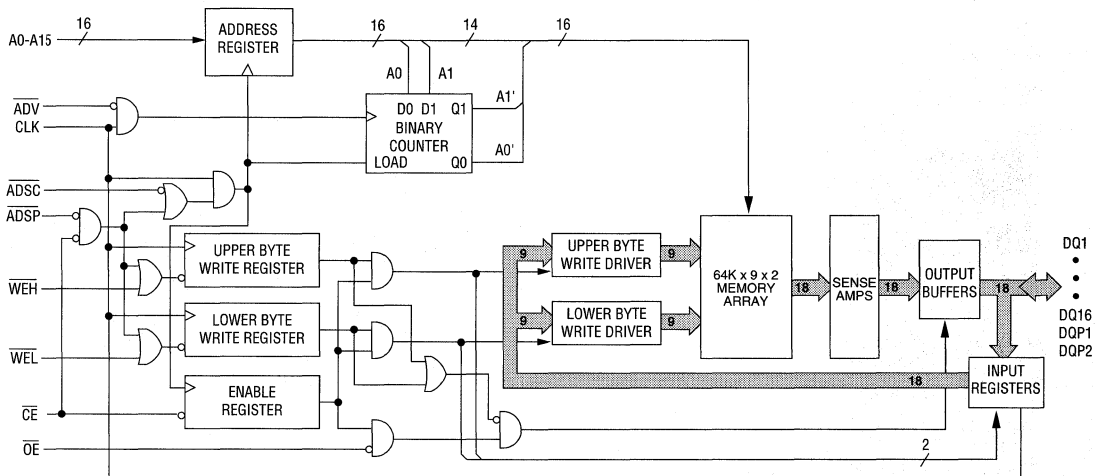 16
A0-A15
ADDRESS
REGISTER
16
14
16
A0
A1
ADV
CLK
D0 D1 Q1
BINARY
COUNTER
LOAD Q0
A1'
A0'
ADSC
ADSP
WEH
UPPER BYTE
WRITE REGISTER
WEL
LOWER BYTE
WRITE REGISTER
CE
ENABLE
REGISTER
OE
9
UPPER BYTE
WRITE DRIVER
9
9
LOWER BYTE
WRITE DRIVER
9
64K x 9 x 2
MEMORY
ARRAY
18
SENSE
AMPS
18
OUTPUT
BUFFERS
18
DQ1
DQ16
DQP1
DQP2
18
INPUT
REGISTERS
2